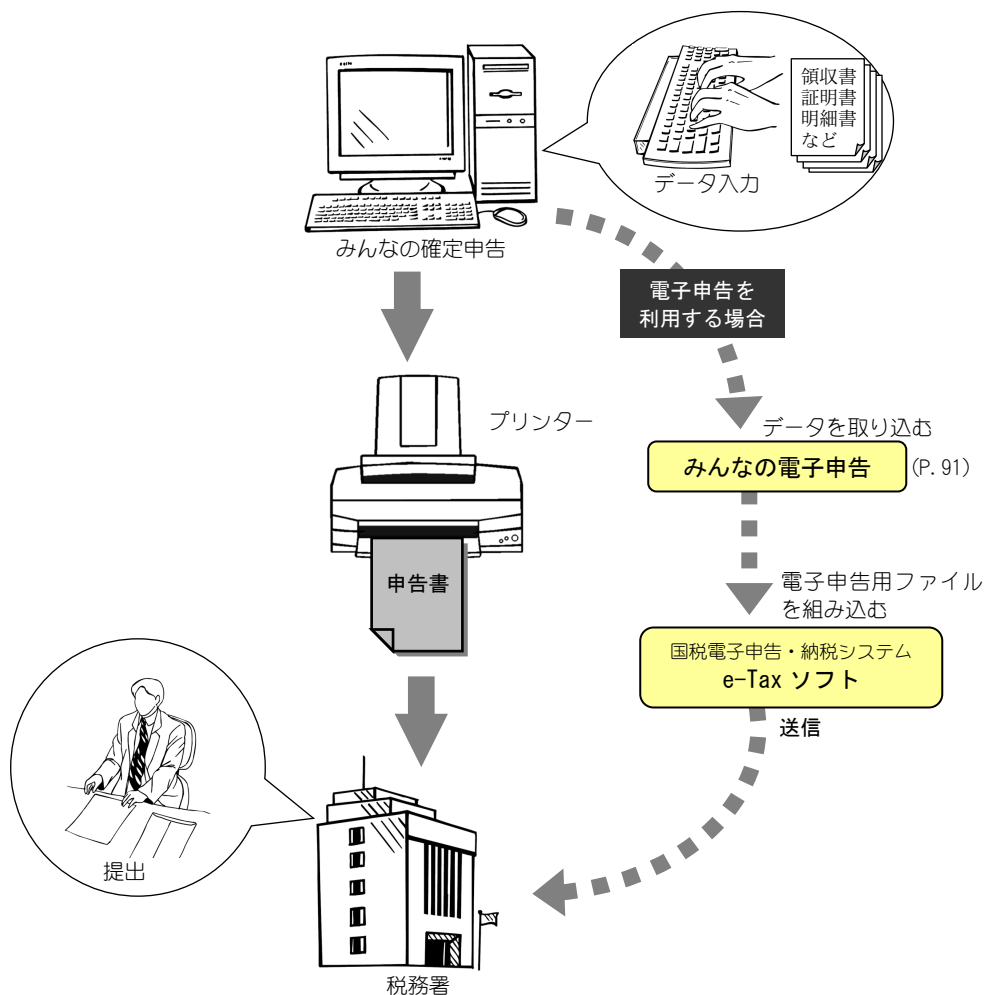 領収書
証明書
明細書
など
データ入力
みんなの確定申告
電子申告を
利用する場合
プリンター
データを取り込む
みんなの電子申告
(P. 91)
申告書
電子申告用ファイル
を組み込む
国税電子申告・納税システム
e-Tax ソフト
送信
提出
税務署